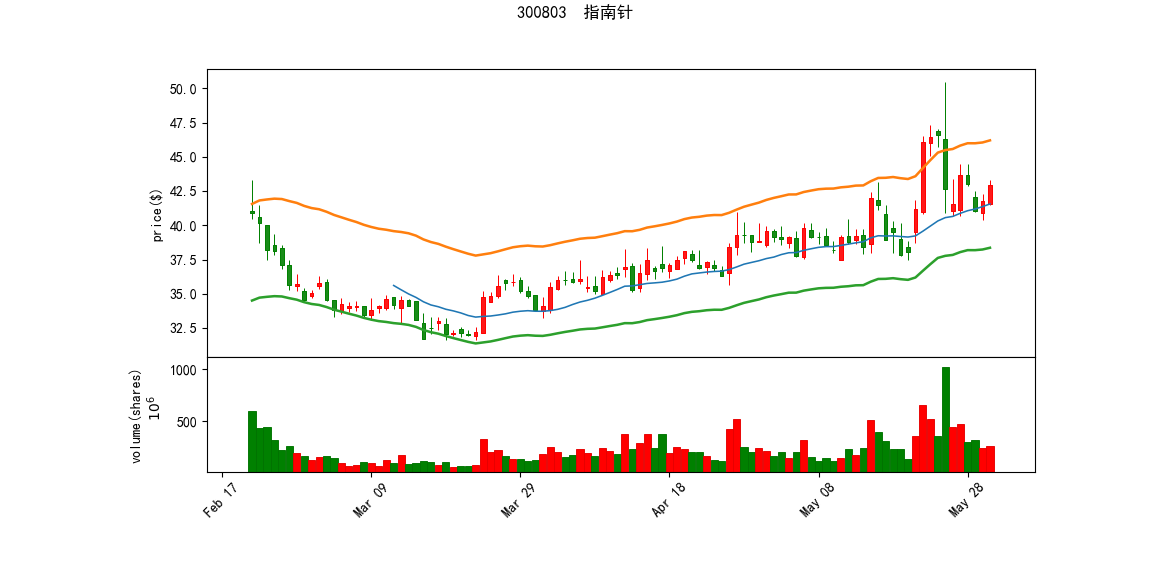 300803 指南针
price($)
50.0
47.5
45.0
42.5
40.0
37.5
35.0
32.5
volume(shares)
10^6
1000
500
Feb 17
Mar 09
Mar 29
Apr 18
May 08
May 28